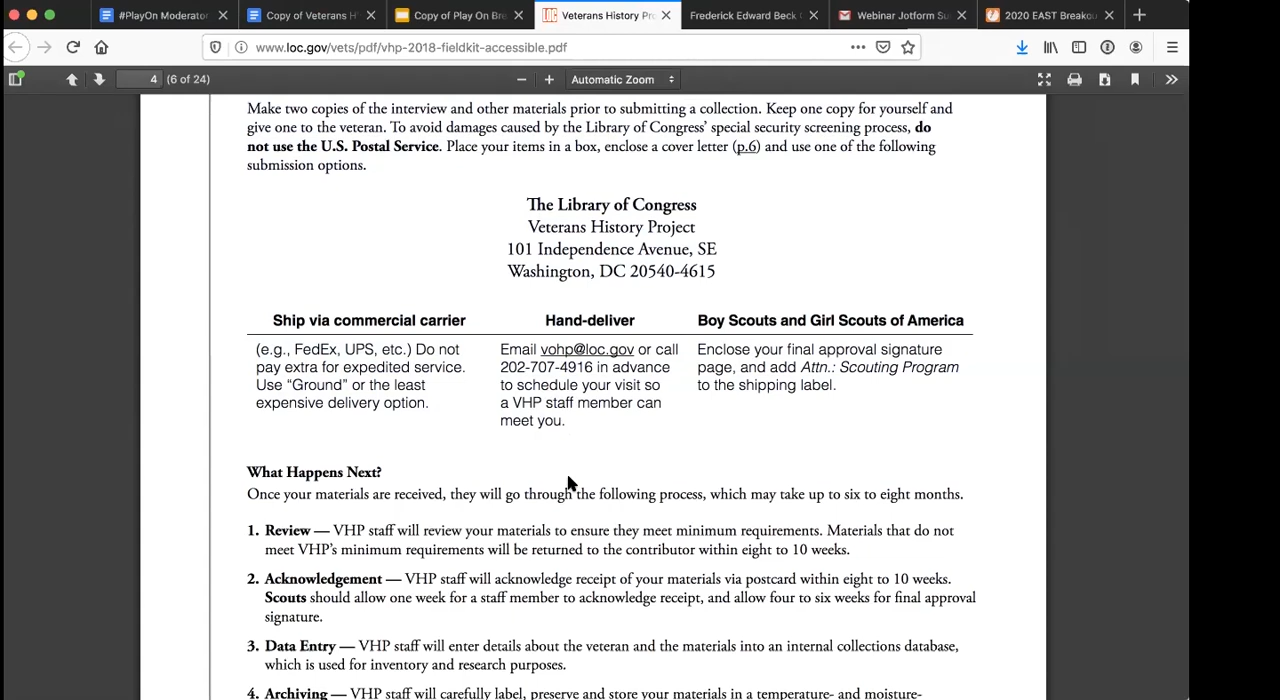 #PlayOn Moderator
Copy of Veterans H
Copy of Play On Bre
Veterans History Pro
Frederick Edward Beck
Webinar Jotform Su
2020 EAST Breakou
www.loc.gov/vets/pdf/vhp-2018-fieldkit-accessible.pdf
4 (6 of 24)
Automatic Zoom
Make two copies of the interview and other materials prior to submitting a collection. Keep one copy for yourself and
give one to the veteran. To avoid damages caused by the Library of Congress' special security screening process, do
not use the U.S. Postal Service. Place your items in a box, enclose a cover letter (p.6) and use one of the following
submission options.
The Library of Congress
Veterans History Project
101 Independence Avenue, SE
Washington, DC 20540-4615
Ship via commercial carrier
(e.g., FedEx, UPS, etc.) Do not
pay extra for expedited service.
Use “Ground” or the least
expensive delivery option.
Hand-deliver
Email vohp@loc.gov or call
202-707-4916 in advance
to schedule your visit so
a VHP staff member can
meet you.
Boy Scouts and Girl Scouts of America
Enclose your final approval signature
page, and add Attn.: Scouting Program
to the shipping label.
What Happens Next?
Once your materials are received, they will go through the following process, which may take up to six to eight months.
1. Review — VHP staff will review your materials to ensure they meet minimum requirements. Materials that do not
meet VHP's minimum requirements will be returned to the contributor within eight to 10 weeks.
2. Acknowledgement — VHP staff will acknowledge receipt of your materials via postcard within eight to 10 weeks.
Scouts should allow one week for a staff member to acknowledge receipt, and allow four to six weeks for final approval
signature.
3. Data Entry — VHP staff will enter details about the veteran and the materials into an internal collections database,
which is used for inventory and research purposes.
4. Archiving — VHP staff will carefully label, preserve and store your materials in a temperature- and moisture-